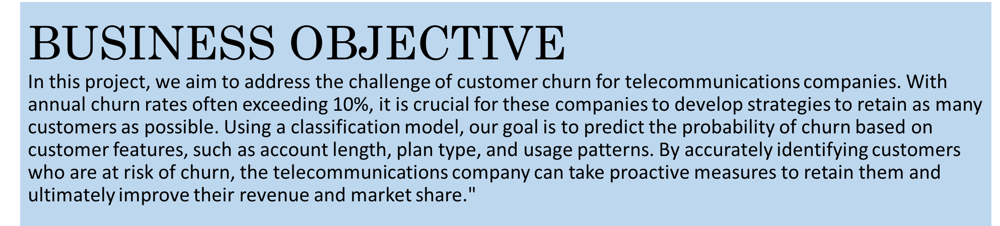 BUSINESS OBJECTIVE
In this project, we aim to address the challenge of customer churn for telecommunications companies. With
annual churn rates often exceeding 10%, it is crucial for these companies to develop strategies to retain as many
customers as possible. Using a classification model, our goal is to predict the probability of churn based on
customer features, such as account length, plan type, and usage patterns. By accurately identifying customers
who are at risk of churn, the telecommunications company can take proactive measures to retain them and
ultimately improve their revenue and market share."